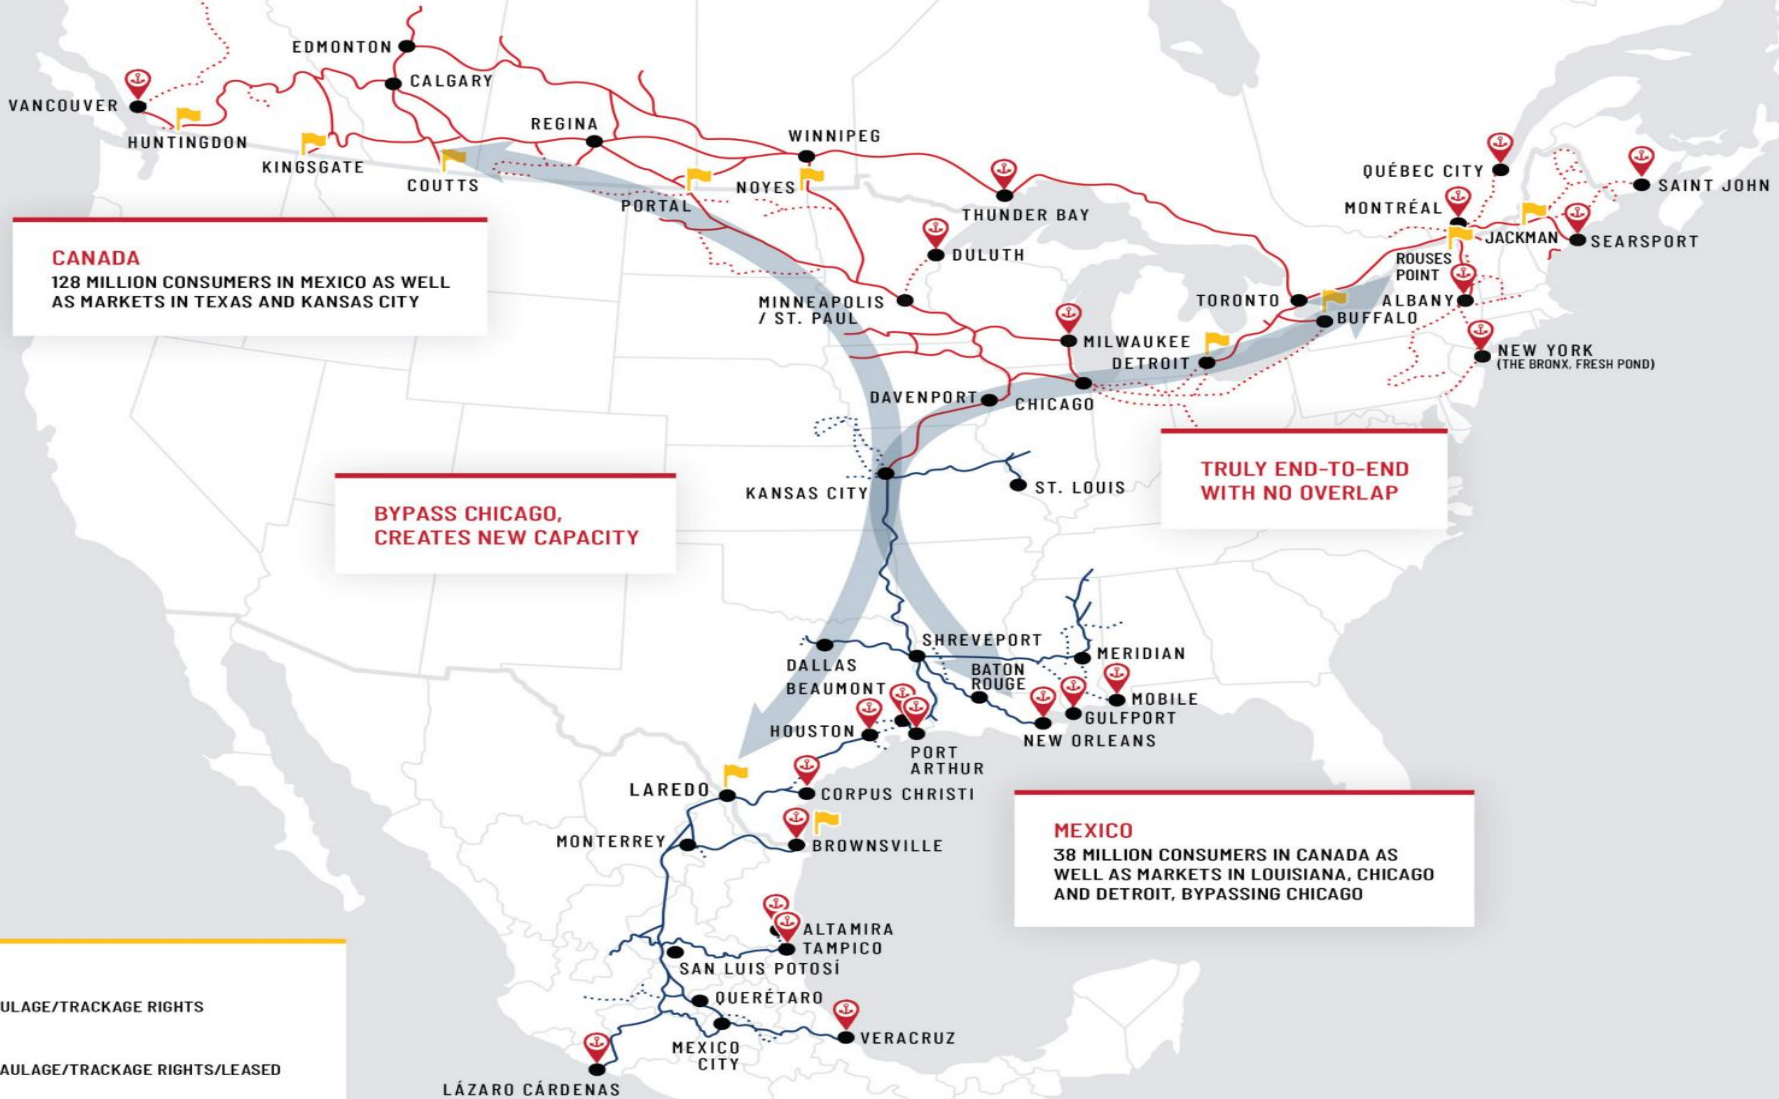 EDMONTON
CALGARY
VANCOUVER
HUNTINGDON
KINGSGATE
COUTTS
REGINA
WINNIPEG
PORTAL
NOYES
THUNDER BAY
DULUTH
QUÉBEC CITY
MONTRÉAL
SAINT JOHN
JACKMAN
SEARSPORT
ROUSES
POINT
ALBANY
TORONTO
BUFFALO
NEW YORK
(THE BRONX, FRESH POND)
MINNEAPOLIS
/ ST. PAUL
MILWAUKEE
DETROIT
DAVENPORT
CHICAGO
CANADA
128 MILLION CONSUMERS IN MEXICO AS WELL
AS MARKETS IN TEXAS AND KANSAS CITY
BYPASS CHICAGO,
CREATES NEW CAPACITY
TRULY END-TO-END
WITH NO OVERLAP
KANSAS CITY
ST. LOUIS
SHREVEPORT
MERIDIAN
DALLAS
BATON
ROUGE
BEAUMONT
MOBILE
GULFPORT
HOUSTON
NEW ORLEANS
PORT
ARTHUR
LAREDO
CORPUS CHRISTI
MONTERREY
BROWNSVILLE
MEXICO
38 MILLION CONSUMERS IN CANADA AS
WELL AS MARKETS IN LOUISIANA, CHICAGO
AND DETROIT, BYPASSING CHICAGO
ALTAMIRA
TAMPICO
SAN LUIS POTOSÍ
QUERÉTARO
VERACRUZ
MEXICO
CITY
LÁZARO CÁRDENAS
ULAGE/TRACKAGE RIGHTS
AULAGE/TRACKAGE RIGHTS/LEASED